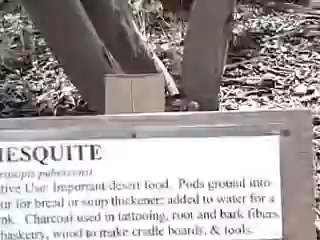 MESQUITE
rosopis pubescens)
tive Use: Important desert food. Pods ground into
ur for bread or soup thickener; added to water for a
nk. Charcoal used in tattooing, root and bark fibers
basketry, wood to make cradle boards, & tools.